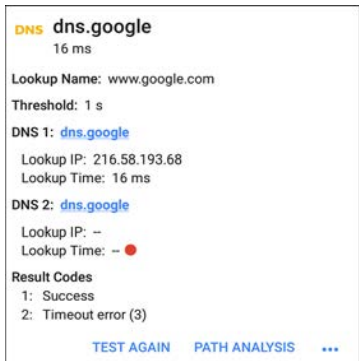 DNS dns.google
16 ms
Lookup Name: www.google.com
Threshold: 1 s
DNS 1: dns.google
Lookup IP: 216.58.193.68
Lookup Time: 16 ms
DNS 2: dns.google
Lookup IP: --
Lookup Time: --
Result Codes
1: Success
2: Timeout error (3)
TEST AGAIN PATH ANALYSIS ...